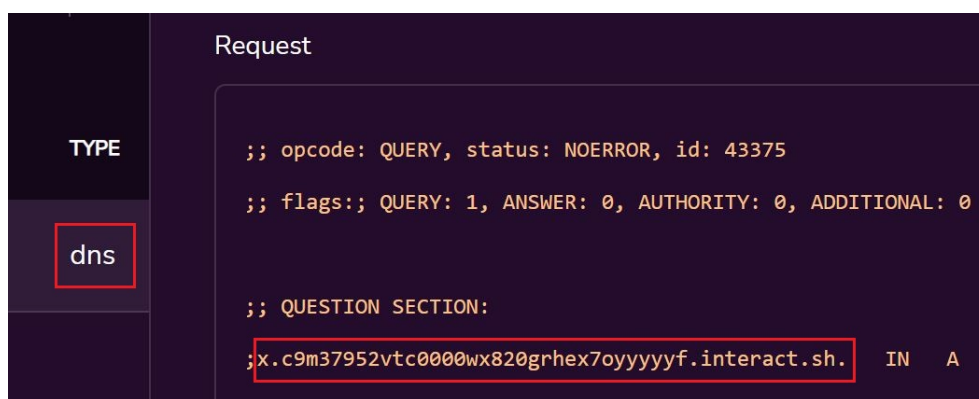 Request
TYPE
;; opcode: QUERY, status: NOERROR, id: 43375
;; flags:; QUERY: 1, ANSWER: 0, AUTHORITY: 0, ADDITIONAL: 0
dns
;; QUESTION SECTION:
;x.c9m37952vtc0000wx820grhex7oyyyyyf.interact.sh. IN A